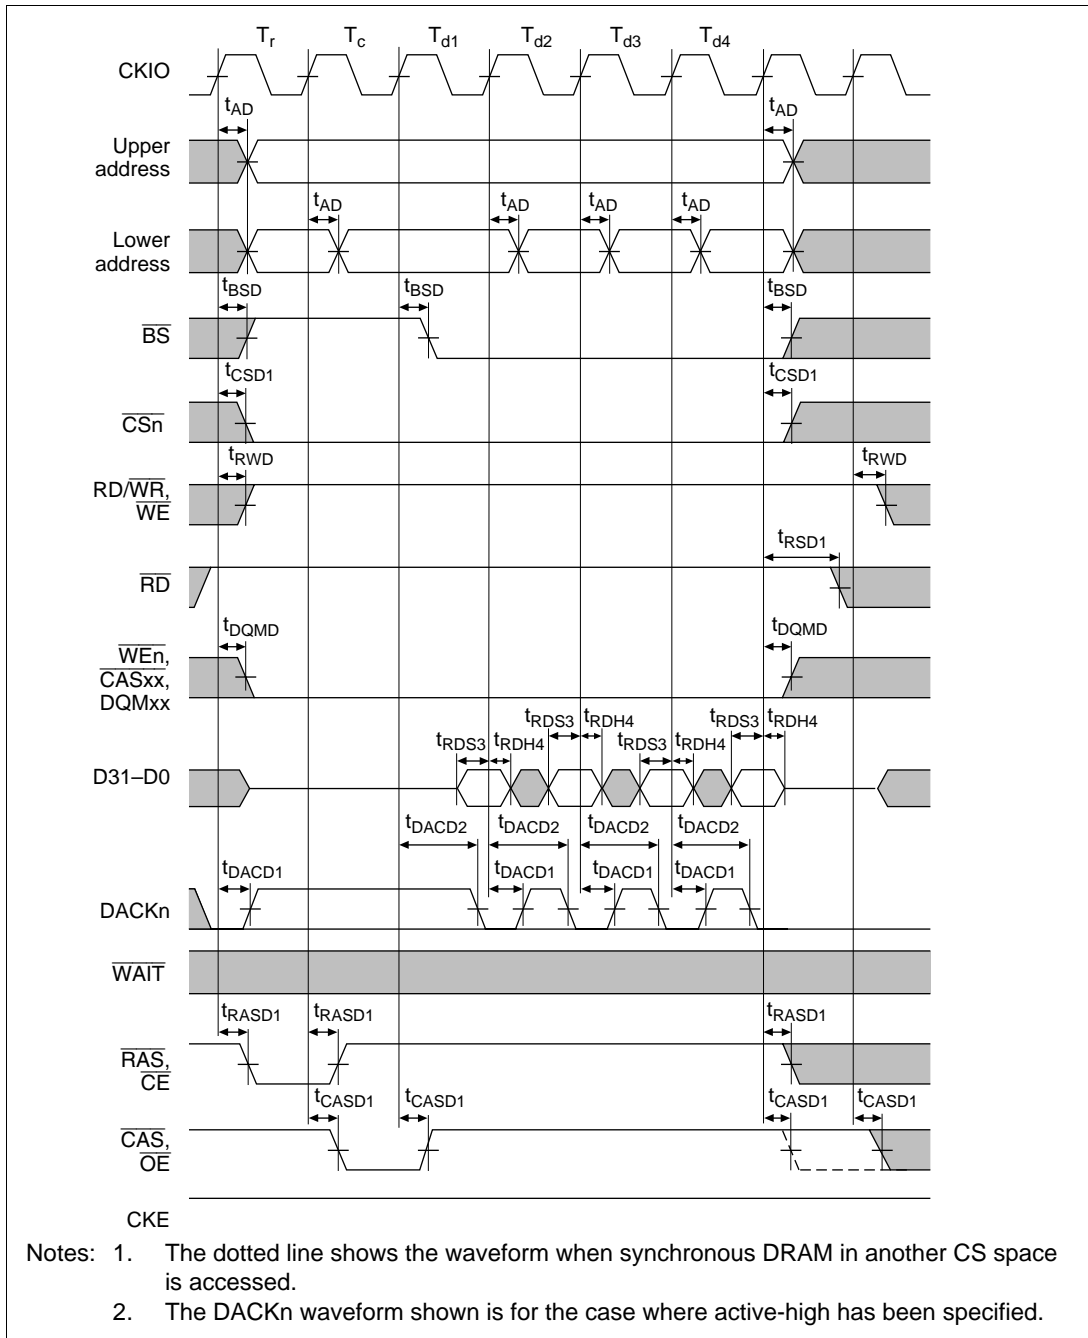 Tr Tc Td1 Td2 Td3 Td4
CKIO
tAD tAD
Upper
address
tAD tAD tAD tAD
Lower
address
tBSD tBSD tBSD
BS
tCSD1 tCSD1
CSn
tRWD tRWD
RD/WR,
WE
tRSD1
RD
tDQMD tDQMD
WEn,
CASxx,
DQMxx
tRDS3 tRDH4 tRDS3 tRDH4
tRDS3 tRDH4 tRDS3 tRDH4
D31–D0
tDACD2 tDACD2 tDACD2 tDACD2
tDACD1 tDACD1 tDACD1 tDACD1
DACKn
WAIT
tRASD1 tRASD1 tRASD1
RAS,
CE
tCASD1 tCASD1 tCASD1 tCASD1
CAS,
OE
CKE
Notes: 1. The dotted line shows the waveform when synchronous DRAM in another CS space
is accessed.
2. The DACKn waveform shown is for the case where active-high has been specified.